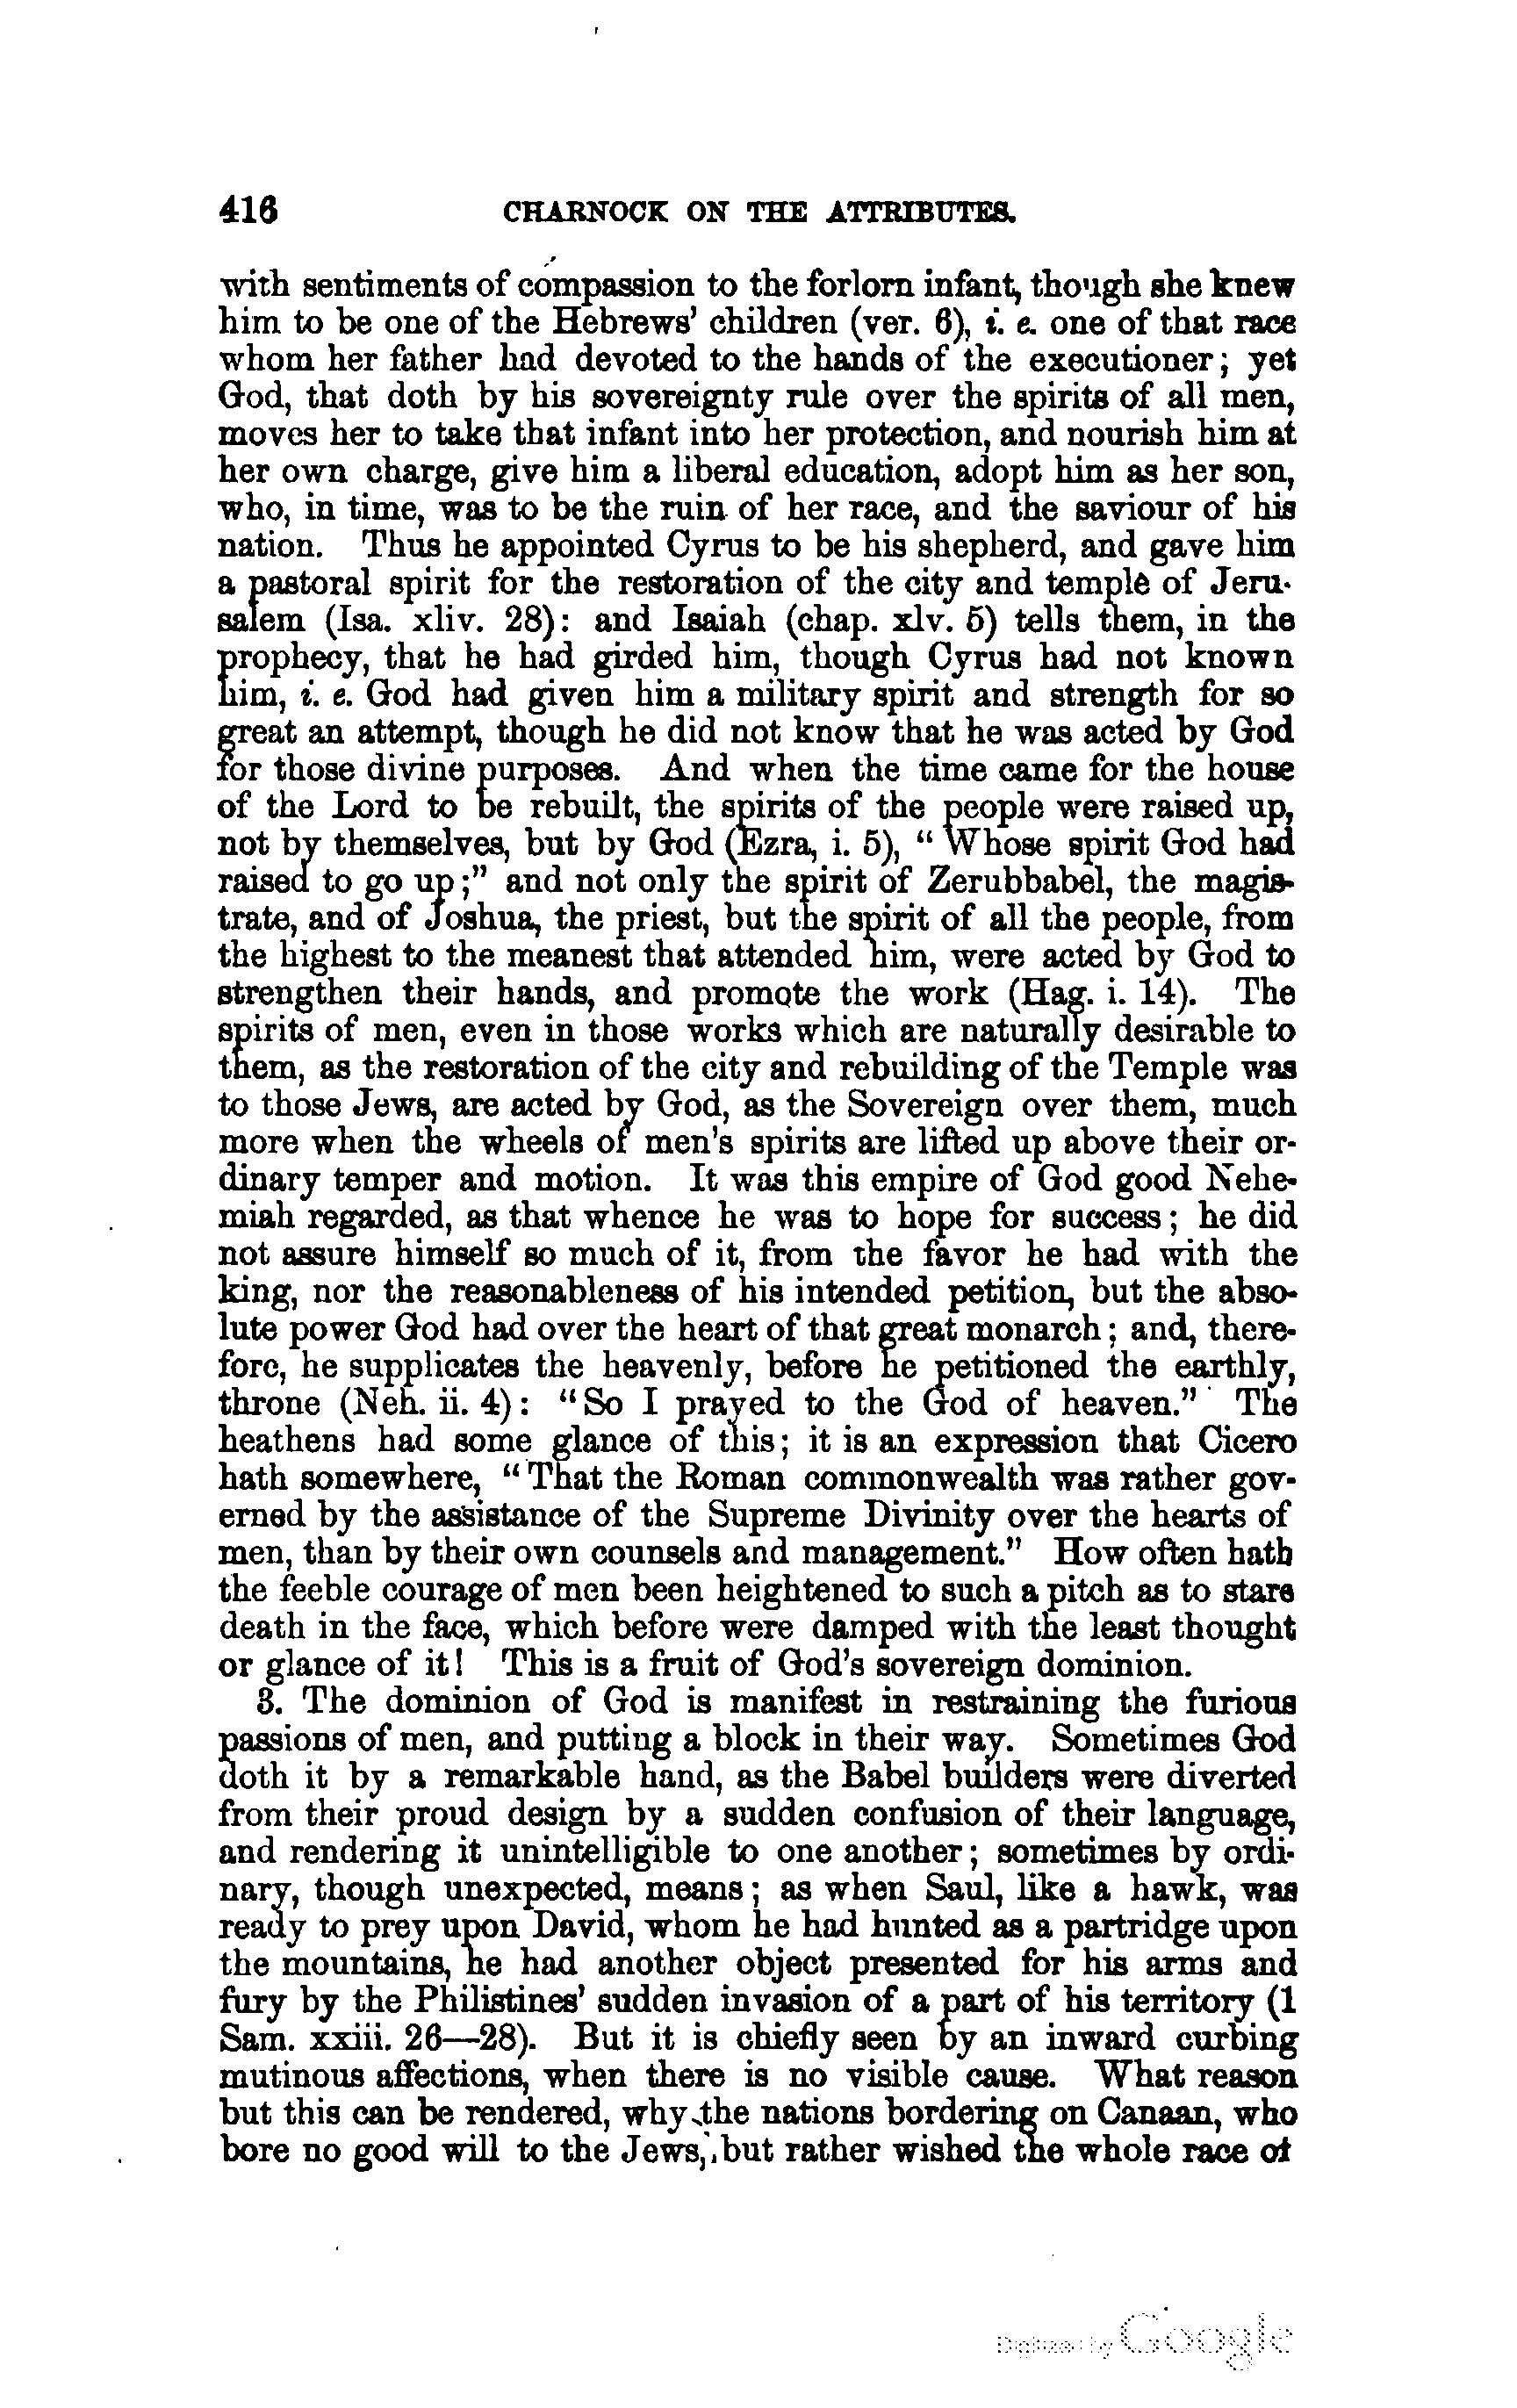 416 CHARNOCK ON THE ATTRIBUTES.
with sentiments of compassion to the forlorn infant, though she knew
him to be one of the Hebrews' children (ver. 6), i. e. one of that race
whom her father had devoted to the hands of the executioner; yet
God, that doth by his sovereignty rule over the spirits of all men,
moves her to take that infant into her protection, and nourish him at
her own charge, give him a liberal education, adopt him as her son,
who, in time, was to be the ruin of her race, and the saviour of his
nation. Thus he appointed Cyrus to be his shepherd, and gave him
a pastoral spirit for the restoration of the city and temple of Jeru-
salem (Isa. xliv. 28): and Isaiah (chap. xlv. 5) tells them, in the
prophecy, that he had girded him, though Cyrus had not known
him, i. e. God had given him a military spirit and strength for so
great an attempt, though he did not know that he was acted by God
for those divine purposes. And when the time came for the house
of the Lord to be rebuilt, the spirits of the people were raised up,
not by themselves, but by God (Ezra, i. 5), "Whose spirit God had
raised to go up;" and not only the spirit of Zerubbabel, the magis-
trate, and of Joshua, the priest, but the spirit of all the people, from
the highest to the meanest that attended him, were acted by God to
strengthen their hands, and promote the work (Hag. i. 14). The
spirits of men, even in those works which are naturally desirable to
them, as the restoration of the city and rebuilding of the Temple was
to those Jews, are acted by God, as the Sovereign over them, much
more when the wheels of men's spirits are lifted up above their or-
dinary temper and motion. It was this empire of God good Nehe-
miah regarded, as that whence he was to hope for success; he did
not assure himself so much of it, from the favor he had with the
king, nor the reasonableness of his intended petition, but the abso-
lute power God had over the heart of that great monarch; and, there-
fore, he supplicates the heavenly, before he petitioned the earthly,
throne (Neh. ii. 4): "So I prayed to the God of heaven." The
heathens had some glance of this; it is an expression that Cicero
hath somewhere, "That the Roman commonwealth was rather gov-
erned by the assistance of the Supreme Divinity over the hearts of
men, than by their own counsels and management." How often hath
the feeble courage of men been heightened to such a pitch as to stare
death in the face, which before were damped with the least thought
or glance of it! This is a fruit of God's sovereign dominion.
3. The dominion of God is manifest in restraining the furious
passions of men, and putting a block in their way. Sometimes God
doth it by a remarkable hand, as the Babel builders were diverted
from their proud design by a sudden confusion of their language,
and rendering it unintelligible to one another; sometimes by ordi-
nary, though unexpected, means; as when Saul, like a hawk, was
ready to prey upon David, whom he had hunted as a partridge upon
the mountains, he had another object presented for his arms and
fury by the Philistines' sudden invasion of a part of his territory (1
Sam. xxiii. 26—28). But it is chiefly seen by an inward curbing
mutinous affections, when there is no visible cause. What reason
but this can be rendered, why the nations bordering on Canaan, who
bore no good will to the Jews, but rather wished the whole race of
Digitized by Google